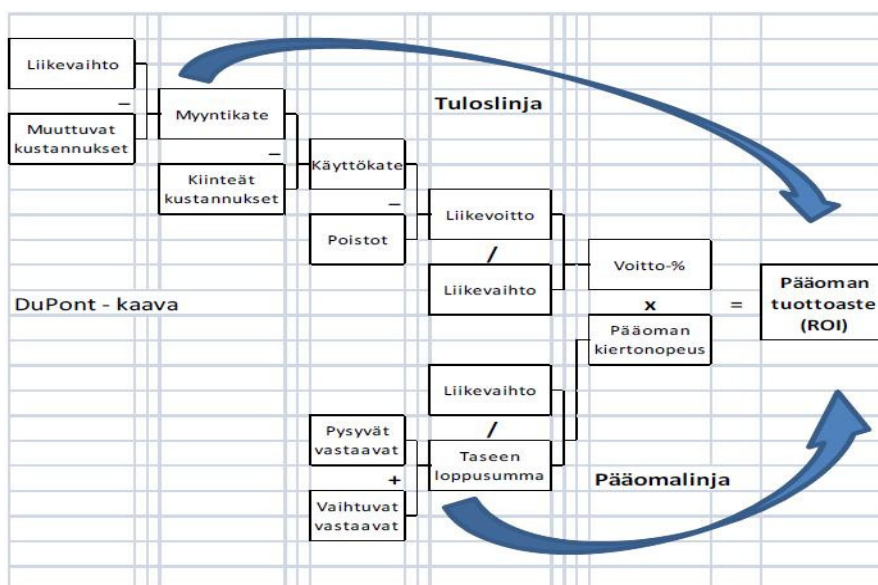 Liikevaihto
–
Muuttuvat
kustannukset
Myyntikate
–
Kiinteät
kustannukset
Tuloslinja
Käyttökate
–
Poistot
Liikevoitto
/
Liikevaihto
Voitto-%
x
Pääoman
kiertonopeus
=
Pääoman
tuottoaste
(ROI)
DuPont - kaava
Liikevaihto
/
Taseen
loppusumma
Pysyvät
vastaavat
+
Vaihtuvat
vastaavat
Pääomalinja